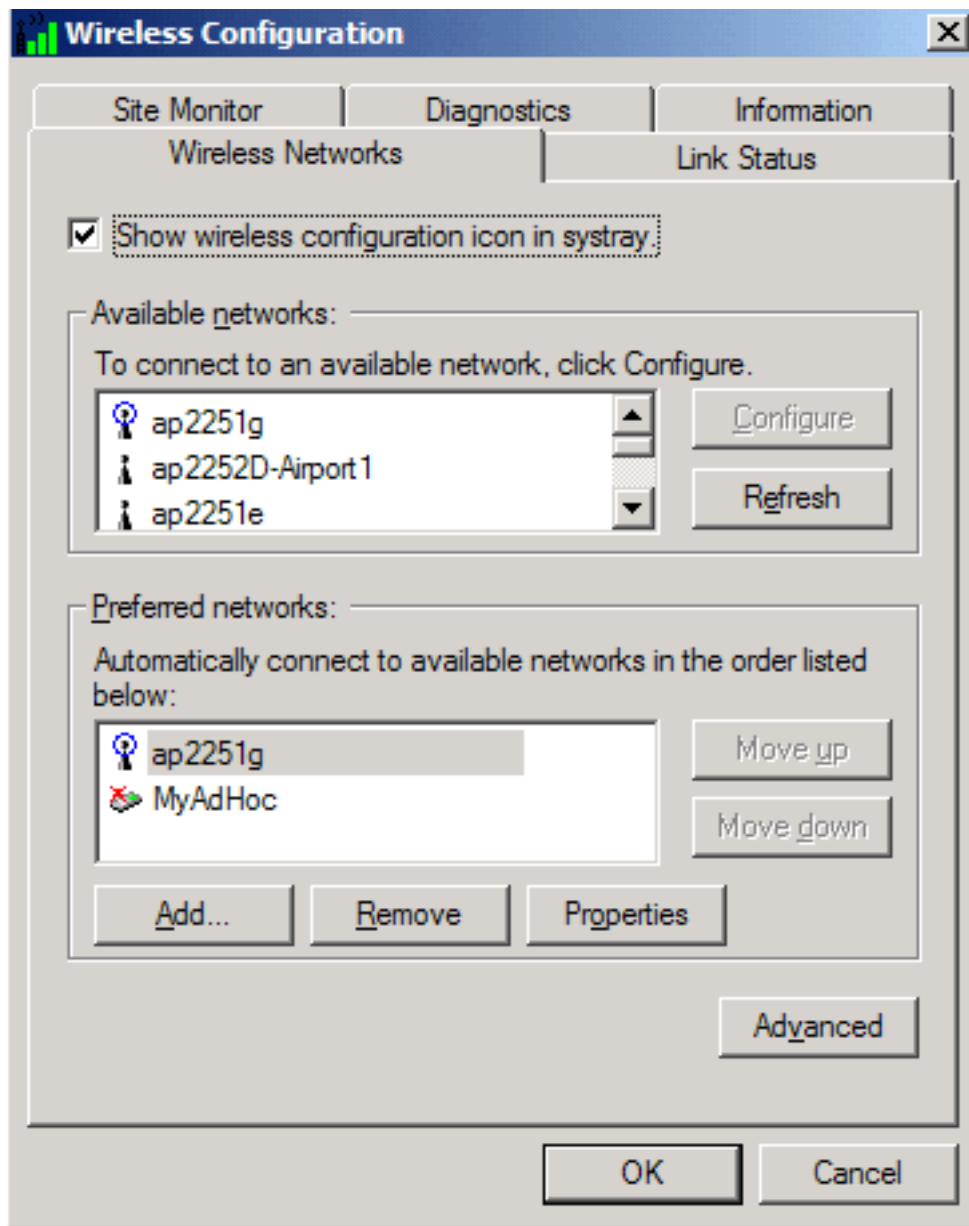 Wireless Configuration
Site Monitor
Diagnostics
Information
Wireless Networks
Link Status
Show wireless configuration icon in systray.
Available networks:
To connect to an available network, click Configure.
ap2251g
ap2252D-Airport1
ap2251e
Configure
Refresh
Preferred networks:
Automatically connect to available networks in the order listed
below:
ap2251g
MyAdHoc
Move up
Move down
Add...
Remove
Properties
Advanced
OK
Cancel